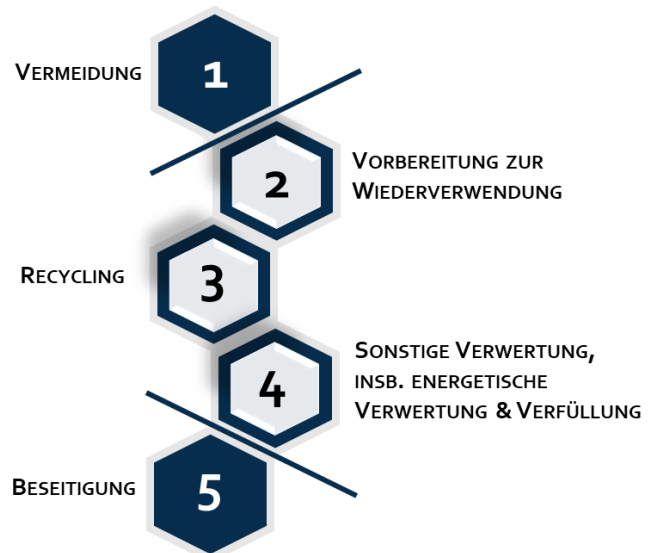 Vermeidung
1
2
Vorbereitung zur
Wiederverwendung
Recycling
3
Sonstige Verwertung,
insb. energetische
Verwertung & Verfüllung
4
Beseitigung
5